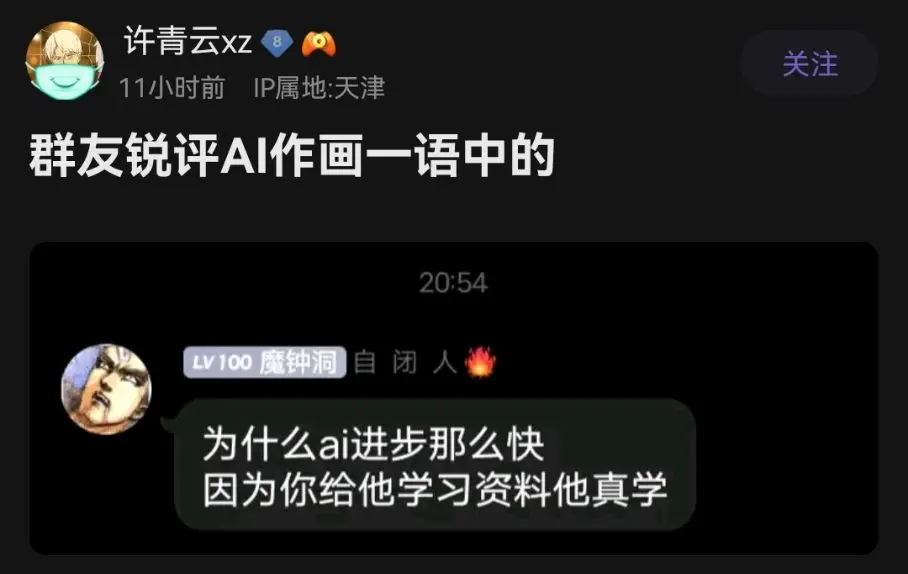 许青云xz 8
关注
11小时前 IP属地:天津
群友锐评AI作画一语中的
20:54
LV100 魔钟洞 自闭人🔥
为什么ai进步那么快
因为你给他学习资料他真学